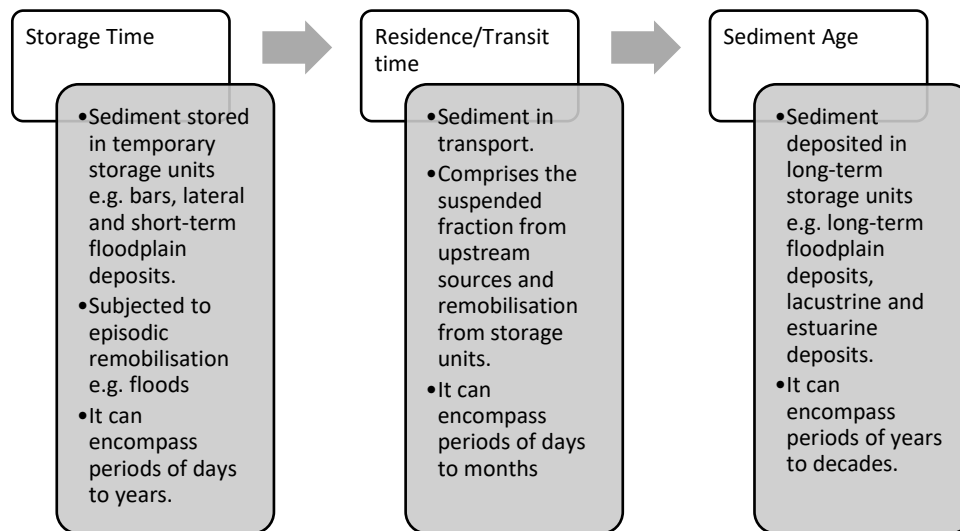 Storage Time
•Sediment stored
in temporary
storage units
e.g. bars, lateral
and short-term
floodplain
deposits.
•Subjected to
episodic
remobilisation
e.g. floods
•It can
encompass
periods of days
to years.
Residence/Transit
time
•Sediment in
transport.
•Comprises the
suspended
fraction from
upstream
sources and
remobilisation
from storage
units.
•It can
encompass
periods of days
to months
Sediment Age
•Sediment
deposited in
long-term
storage units
e.g. long-term
floodplain
deposits,
lacustrine and
estuarine
deposits.
•It can
encompass
periods of years
to decades.